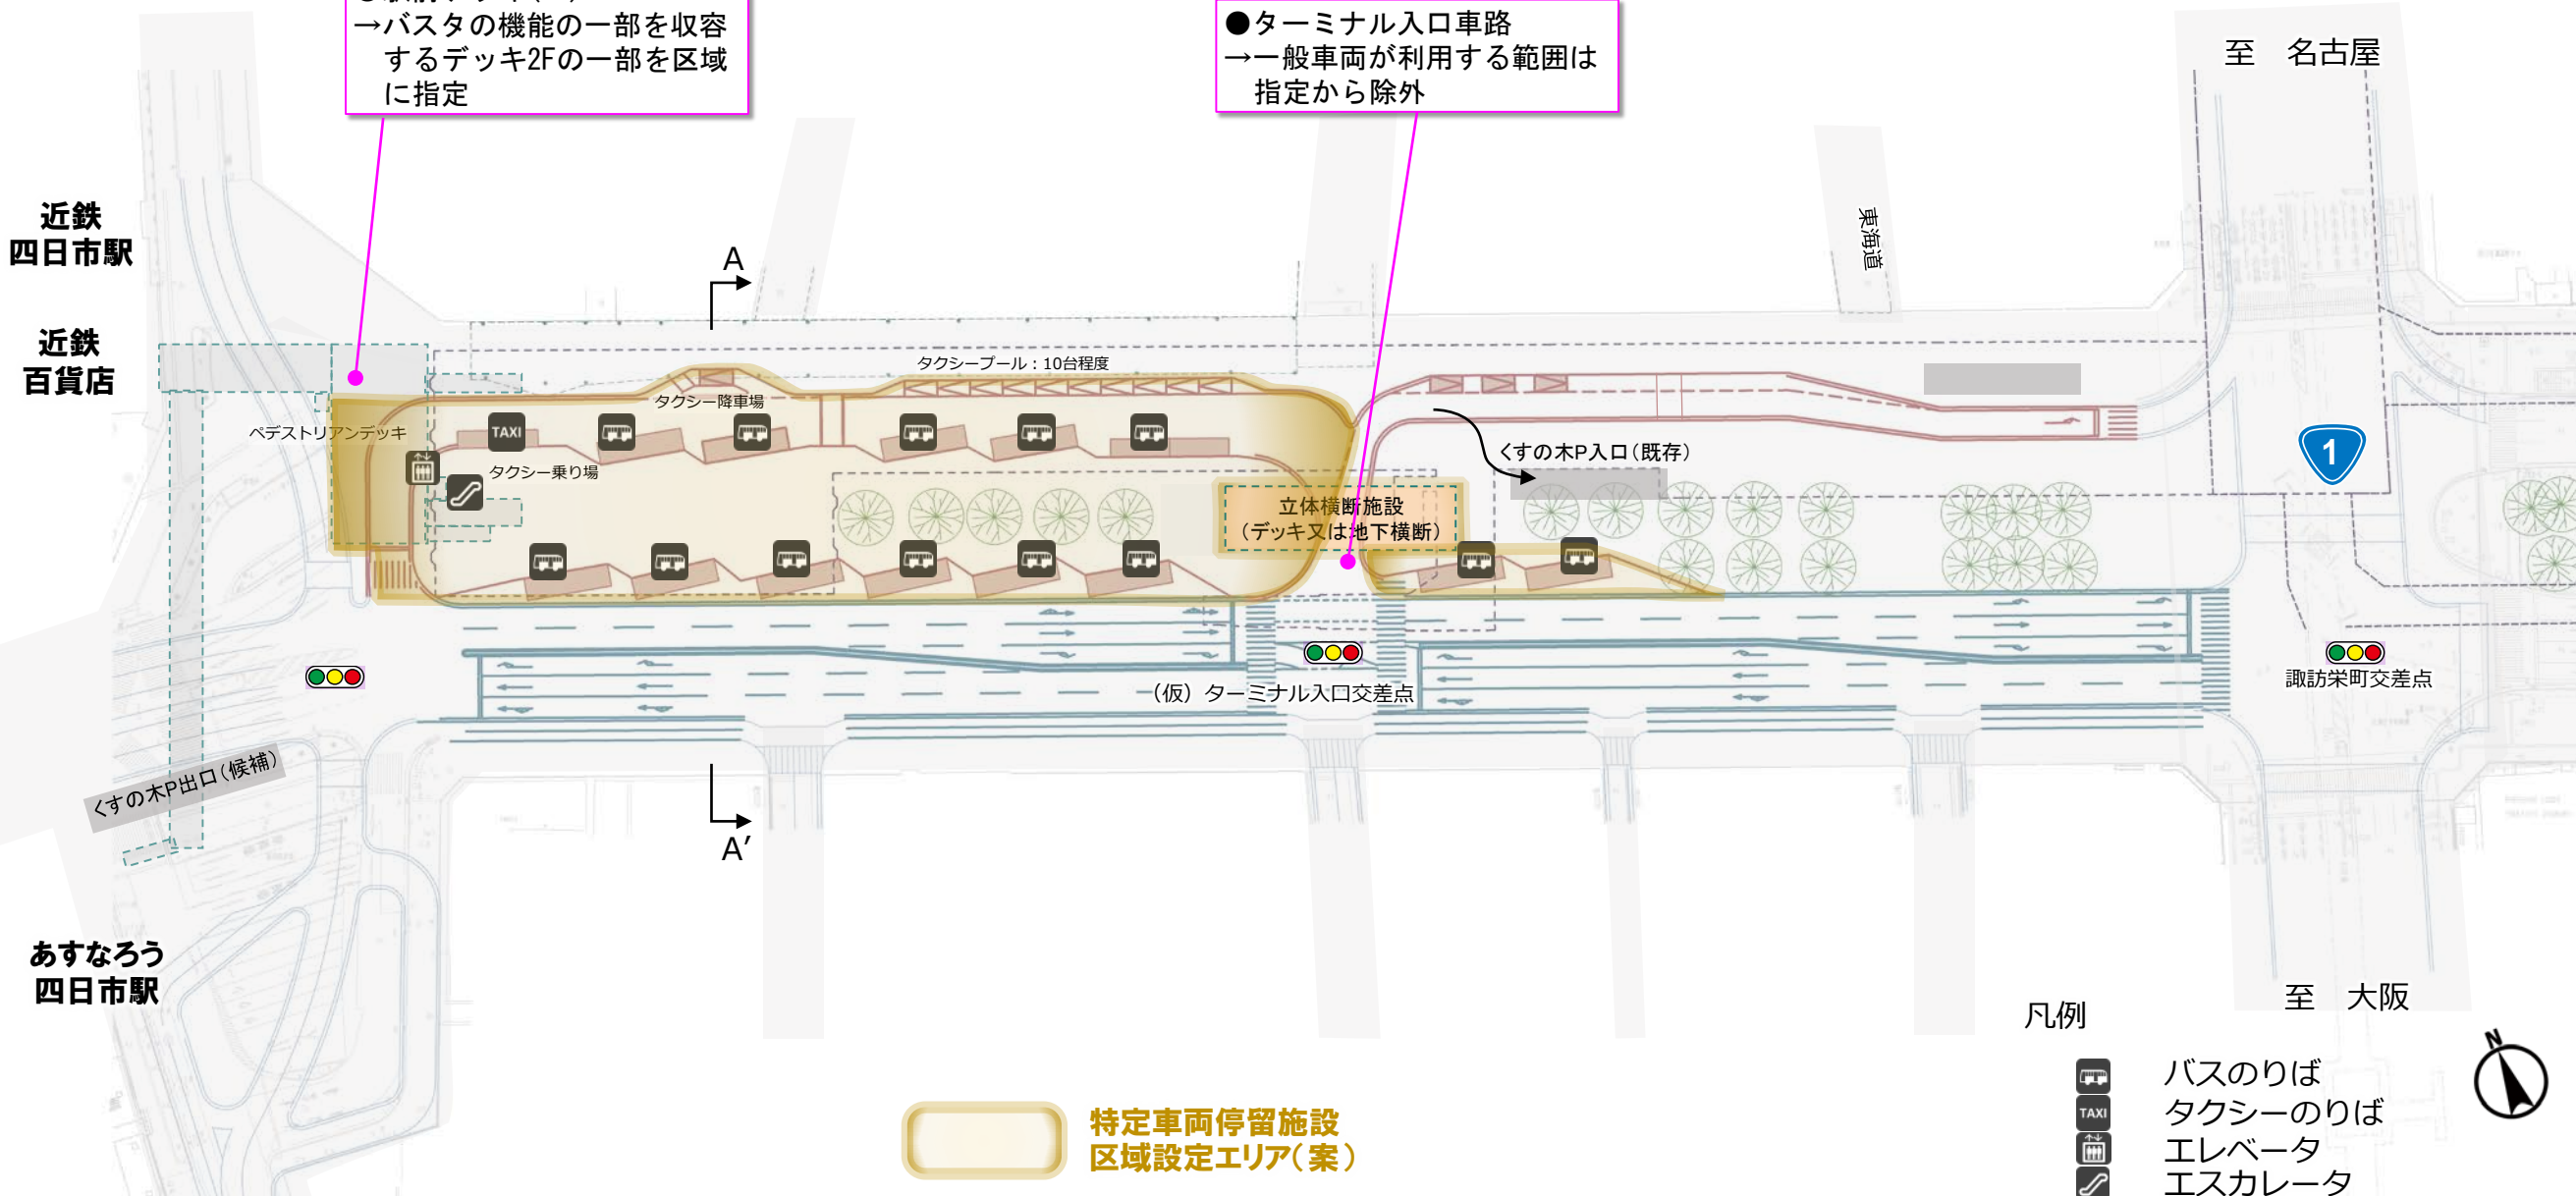 →バスタの機能の一部を収容
するデッキ2Fの一部を区域
に指定
●ターミナル入口車路
→一般車両が利用する範囲は
指定から除外
至 名古屋
近鉄
四日市駅
近鉄
百貨店
東海道
A
タクシープール：10台程度
タクシー降車場
ペデストリアンデッキ
TAXI
タクシー乗り場
くすの木P入口（既存）
立体横断施設
（デッキ又は地下横断）
1
（仮）ターミナル入口交差点
諏訪栄町交差点
くすの木P出口（候補）
A′
あすなろう
四日市駅
至 大阪
凡例
N
バスのりば
TAXI
タクシーのりば
エレベータ
エスカレータ
特定車両停留施設
区域設定エリア（案）